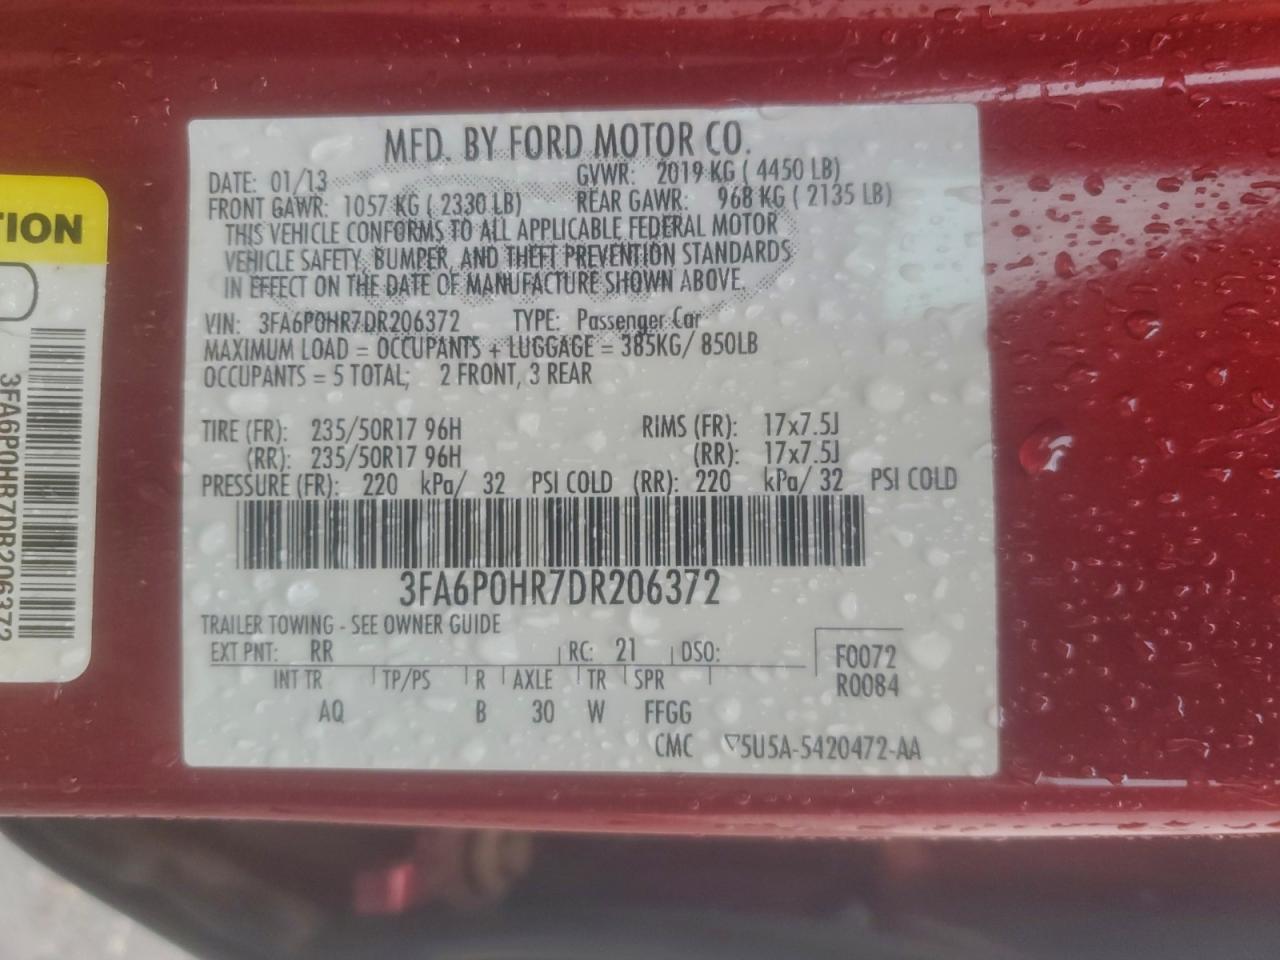 MFD. BY FORD MOTOR CO.
DATE: 01/13 GVWR: 2019 KG ( 4450 LB)
FRONT GAWR: 1057 KG ( 2330 LB) REAR GAWR: 968 KG ( 2135 LB)
THIS VEHICLE CONFORMS TO ALL APPLICABLE FEDERAL MOTOR
VEHICLE SAFETY, BUMPER, AND THEFT PREVENTION STANDARDS
IN EFFECT ON THE DATE OF MANUFACTURE SHOWN ABOVE.
VIN: 3FA6P0HR7DR206372 TYPE: Passenger Car
MAXIMUM LOAD = OCCUPANTS + LUGGAGE = 385KG/ 850LB
OCCUPANTS = 5 TOTAL; 2 FRONT, 3 REAR
TIRE (FR): 235/50R17 96H RIMS (FR): 17x7.5J
(RR): 235/50R17 96H (RR): 17x7.5J
PRESSURE (FR): 220 kPa/ 32 PSI COLD (RR): 220 kPa/ 32 PSI COLD
3FA6P0HR7DR206372
TRAILER TOWING - SEE OWNER GUIDE
EXT PNT: RR RC: 21 DSO: F0072
INT TR TP/PS R AXLE TR SPR R0084
AQ B 30 W FFGG
CMC ▽5U5A-5420472-AA
TION
3FA6P0HR7DR206372